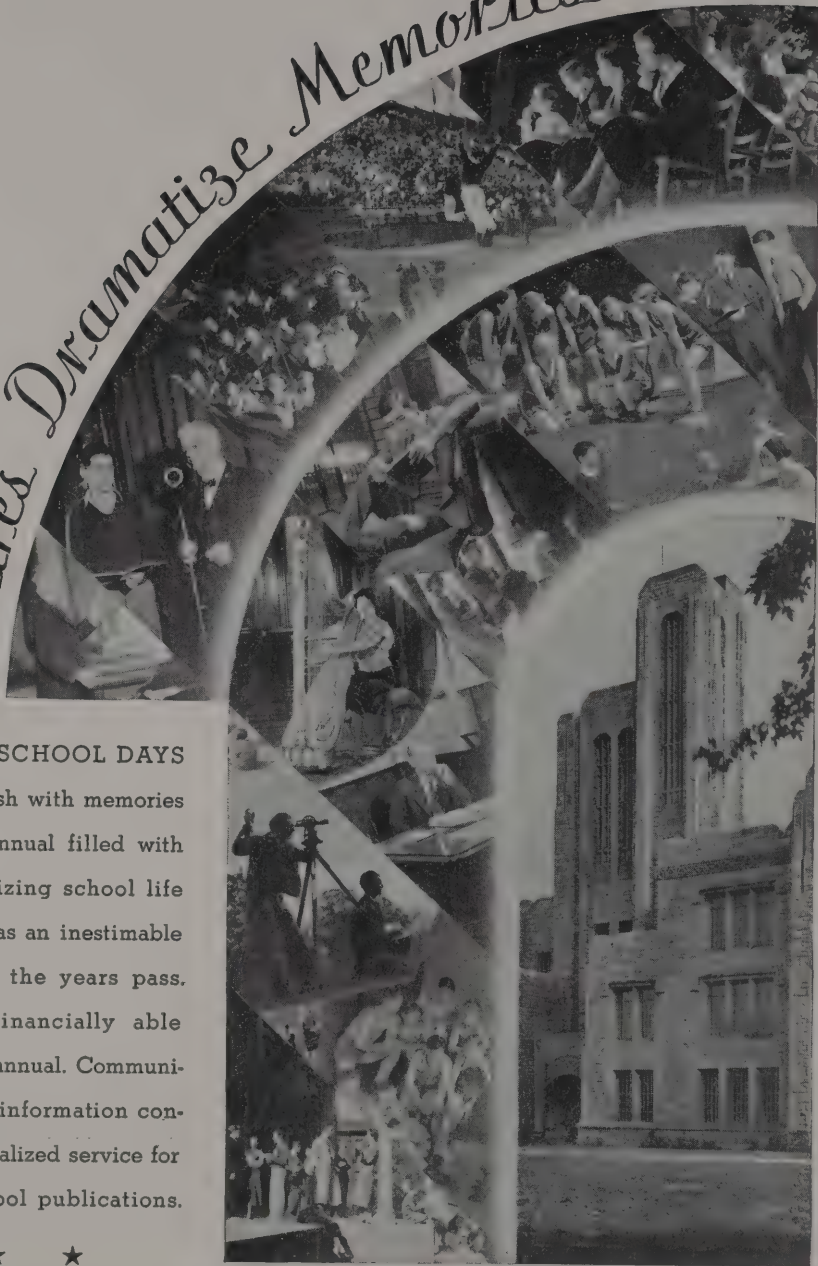 Dramatize Memories
SCHOOL DAYS
sh with memories
nnual filled with
izing school life
as an inestimable
the years pass.
inancially able
annual. Communi-
information con-
alized service for
ool publications.